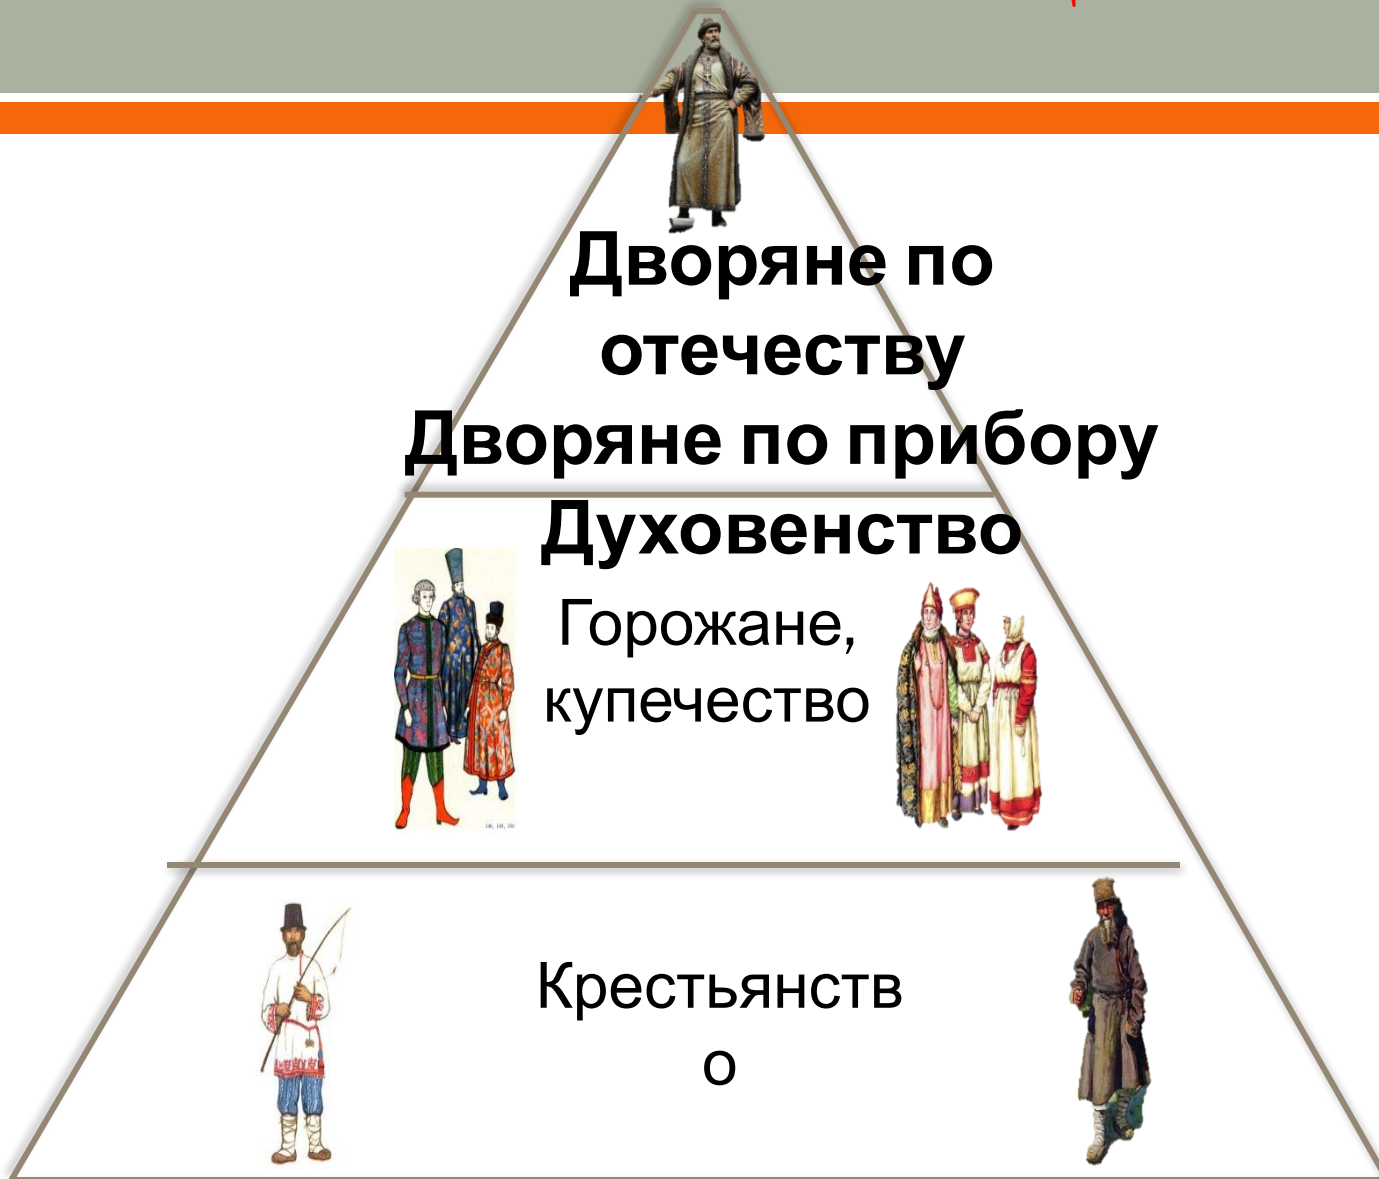 Дворяне по
отечеству
Дворяне по прибору
Духовенство
Горожане,
купечество
Крестьянств
о